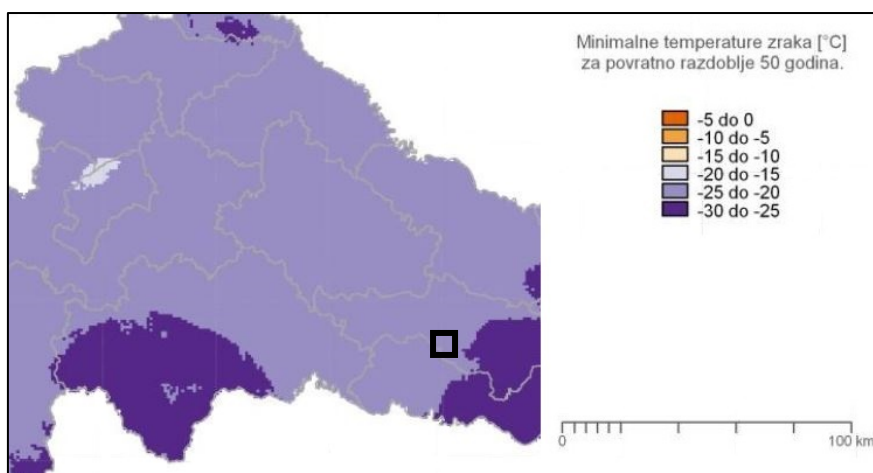 Minimalne temperature zraka [°C]
za povratno razdoblje 50 godina.
-5 do 0
-10 do -5
-15 do -10
-20 do -15
-25 do -20
-30 do -25
0 100 km